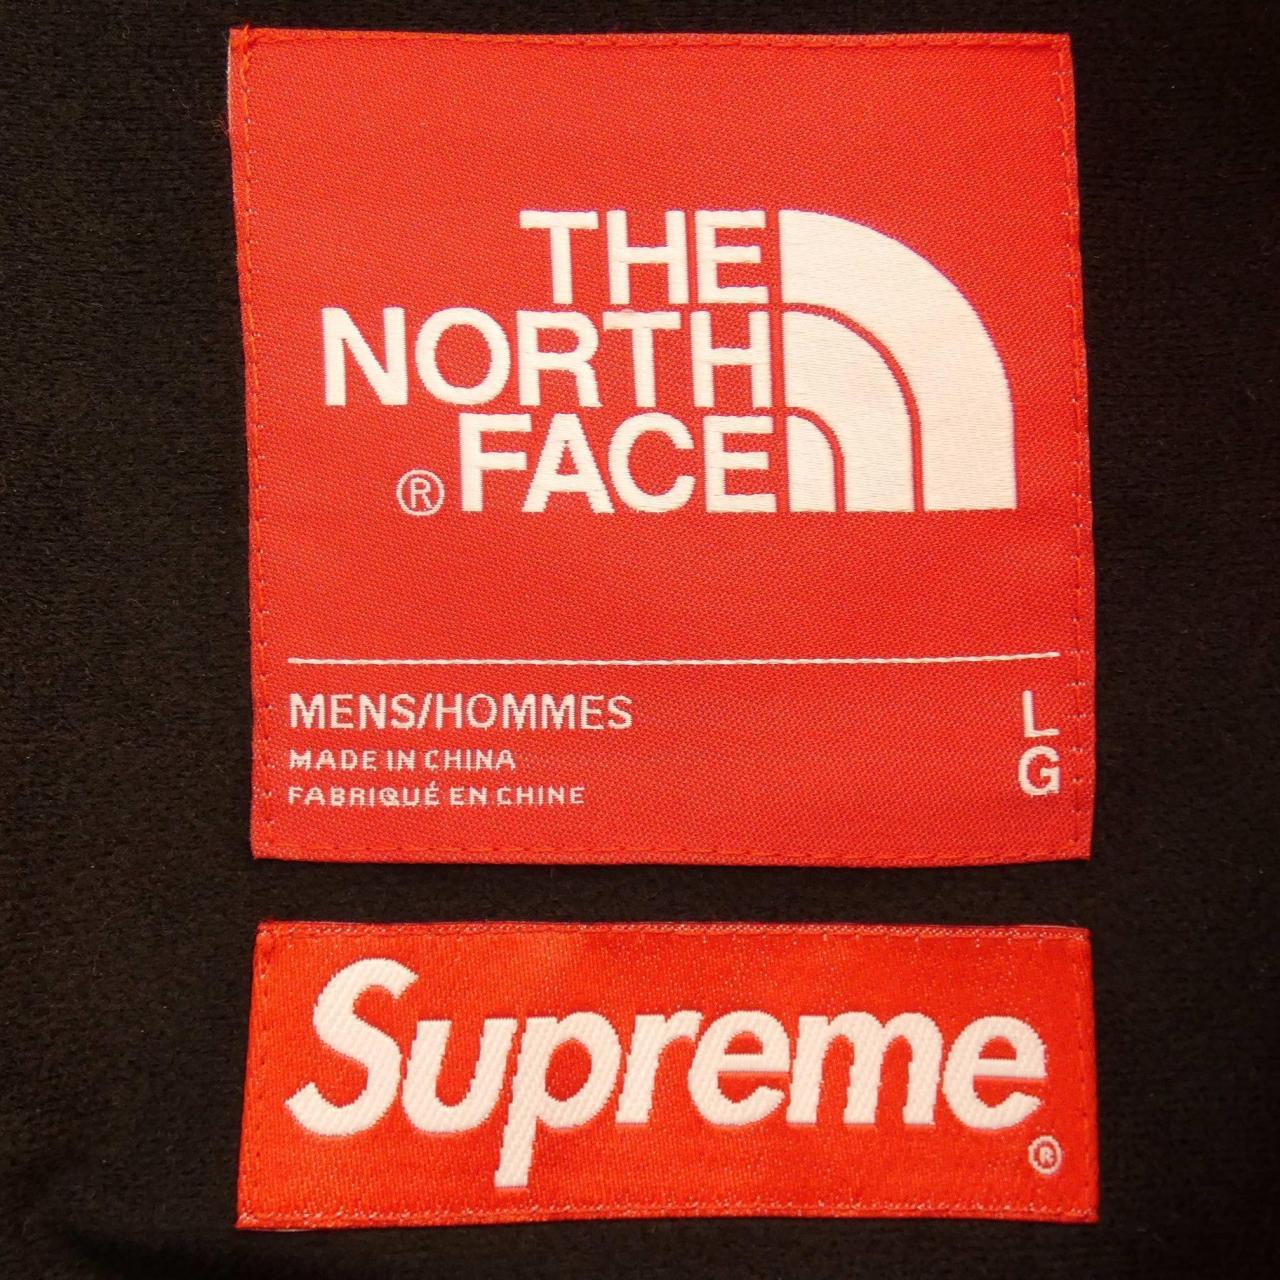 THE
NORTH
® FACE
MENS/HOMMES L
MADE IN CHINA G
FABRIQUÉ EN CHINE
Supreme ®